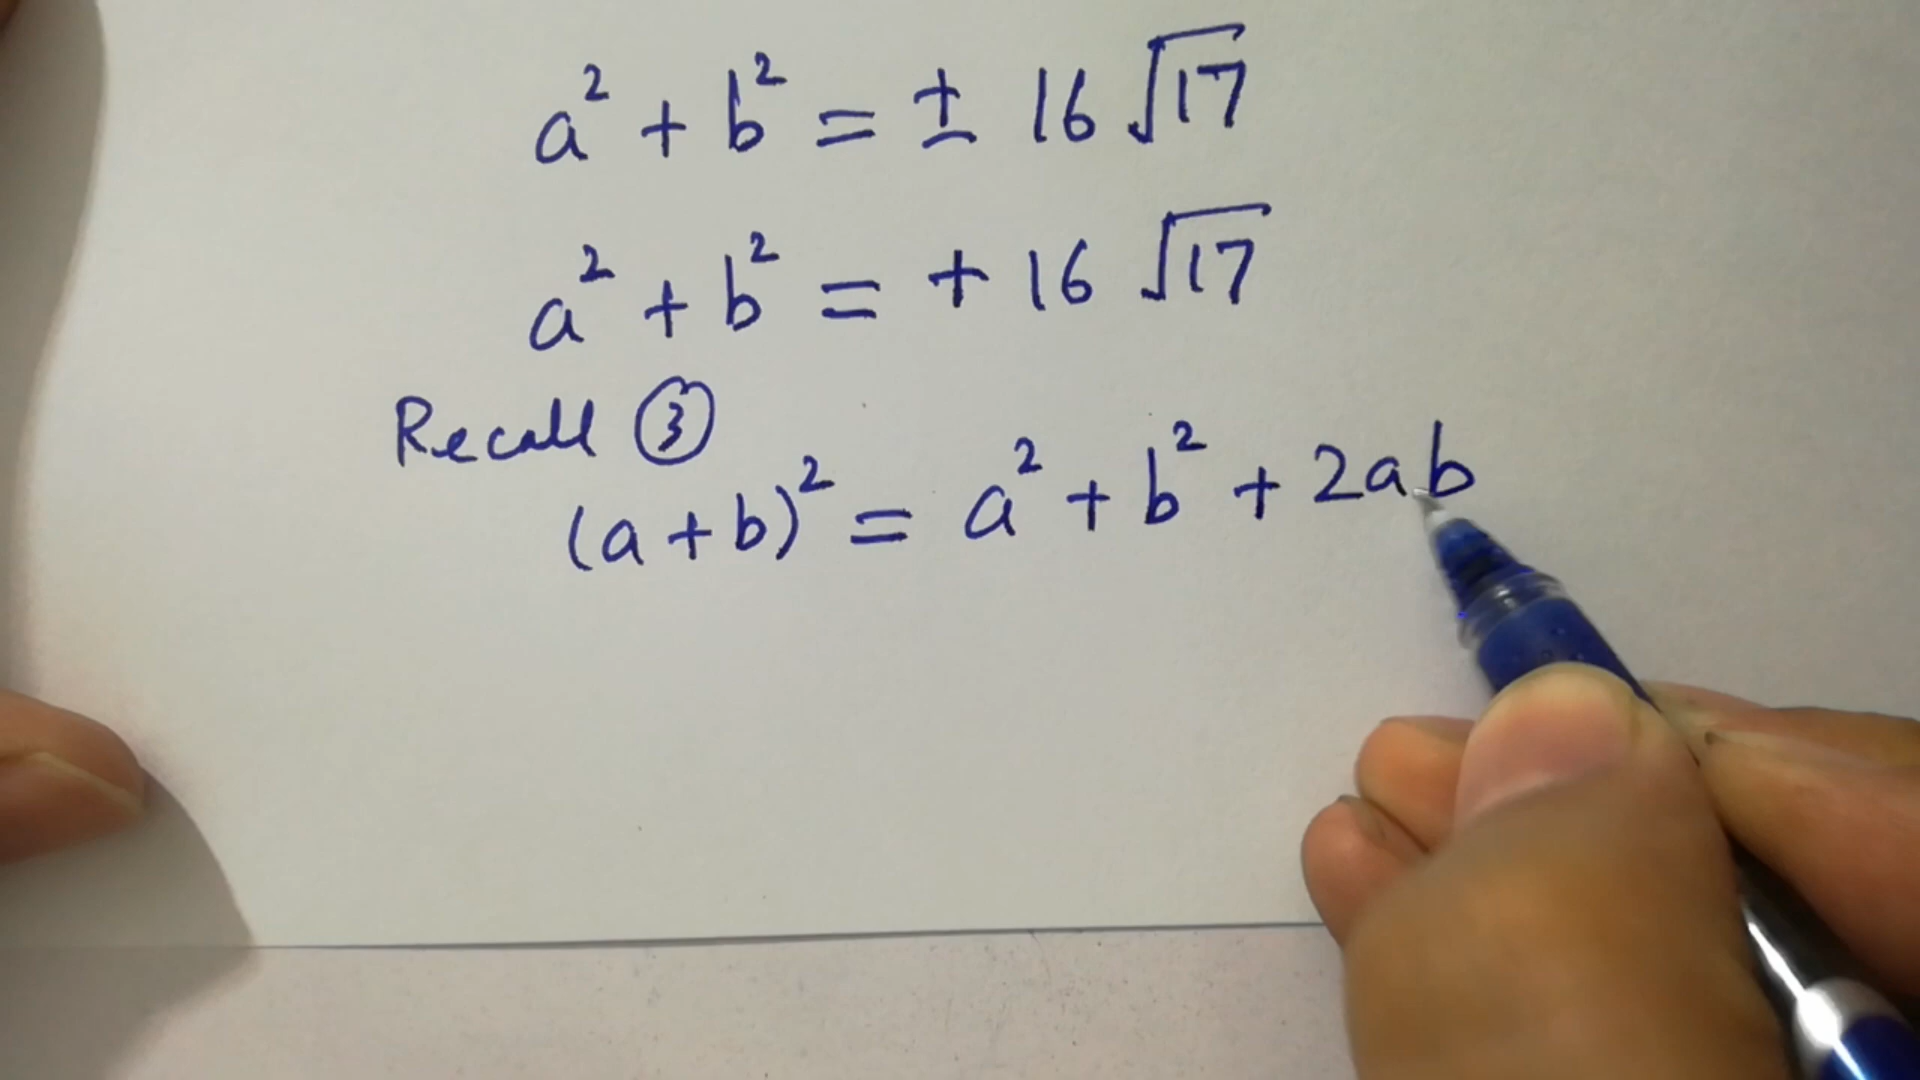 a² + b² = ± 16 √17
a² + b² = + 16 √17
Recall ③
(a + b)² = a² + b² + 2ab